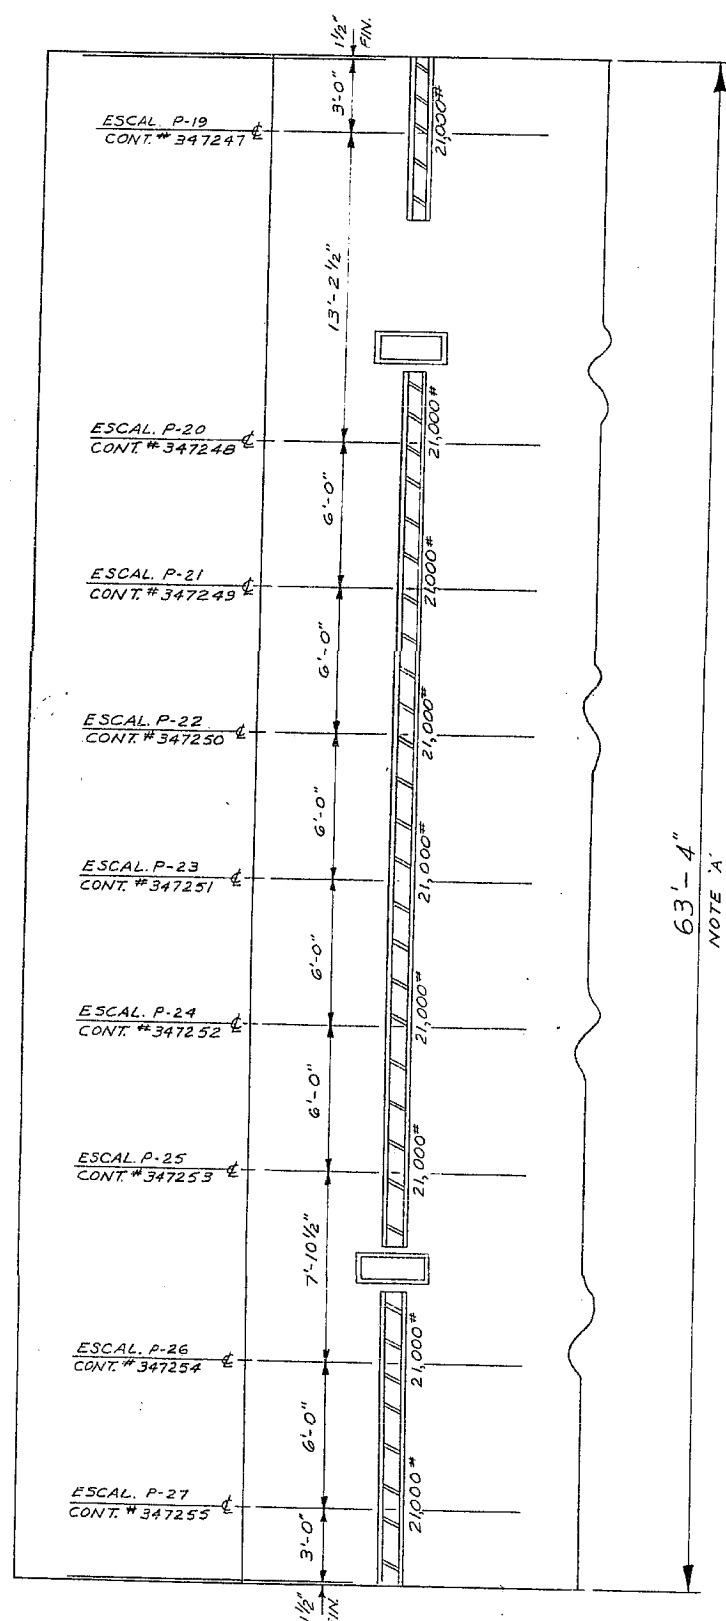 1½"
FIN.
3'-0"
ESCAL. P-19
CONT. # 347247 ℄
21,000#
13'-2½"
ESCAL. P-20
CONT. # 347248 ℄
21,000#
6'-0"
ESCAL. P-21
CONT. # 347249 ℄
21,000#
6'-0"
ESCAL. P-22
CONT. # 347250 ℄
21,000#
6'-0"
ESCAL. P-23
CONT. # 347251 ℄
21,000#
63'-4"
NOTE 'A'
6'-0"
ESCAL. P-24
CONT. # 347252 ℄
21,000#
6'-0"
ESCAL. P-25
CONT. # 347253 ℄
21,000#
7'-10½"
ESCAL. P-26
CONT. # 347254 ℄
21,000#
6'-0"
ESCAL. P-27
CONT. # 347255 ℄
21,000#
3'-0"
1½"
IN.